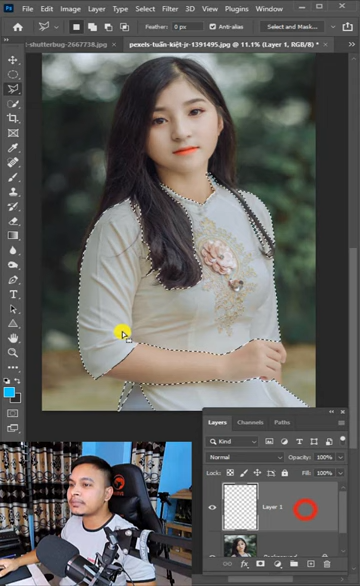 Ps File Edit Image Layer Type Select Filter 3D View Plugins Window
Feather: 0 px Anti-alias Select and Mask...
-shutterbug-2667738.jpg × pexels-tuấn-kiệt-jr-1391495.jpg @ 11.1% (Layer 1, RGB/8) * ×
T
Layers Channels Paths
Kind T
Normal Opacity: 100%
Lock: Fill: 100%
Layer 1
Background
fx